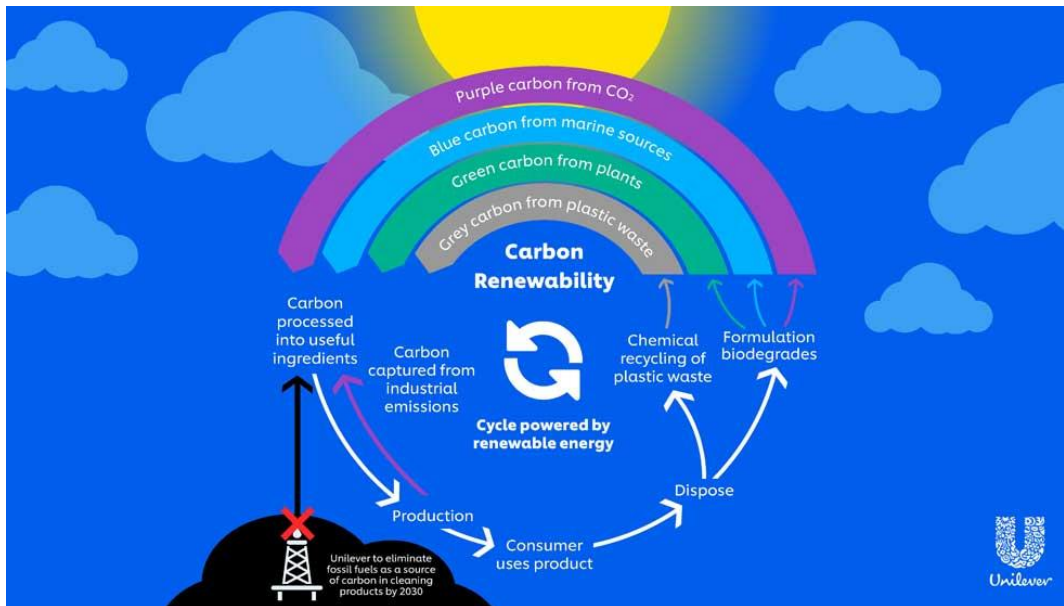 Purple carbon from CO₂
Blue carbon from marine sources
Green carbon from plants
Grey carbon from plastic waste
Carbon
Renewability
Carbon
processed
into useful
ingredients
Carbon
captured from
industrial
emissions
Cycle powered by
renewable energy
Chemical
recycling of
plastic waste
Formulation
biodegrades
Dispose
Production
Consumer
uses product
Unilever to eliminate
fossil fuels as a source
of carbon in cleaning
products by 2030
Unilever